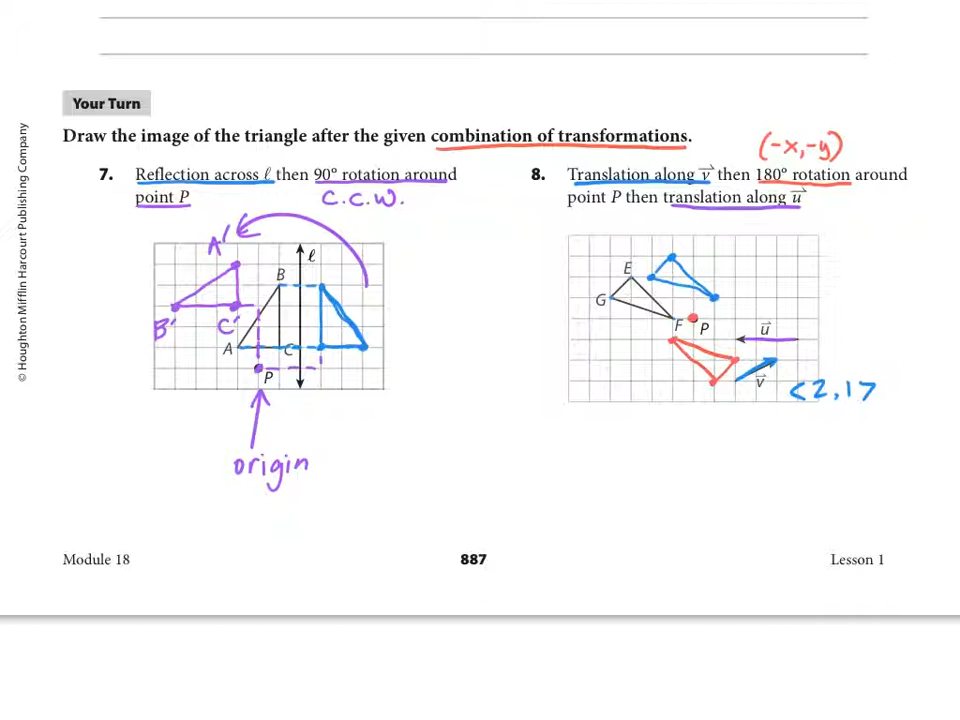 © Houghton Mifflin Harcourt Publishing Company
Your Turn
Draw the image of the triangle after the given combination of transformations.
(-x,-y)
7. Reflection across ℓ then 90° rotation around
point P
C.C.W.
A'
ℓ
B
B'
C'
A
C
P
origin
8. Translation along v⃗ then 180° rotation around
point P then translation along u⃗
E
G
F
P
u⃗
v⃗
<2,1>
Module 18
887
Lesson 1